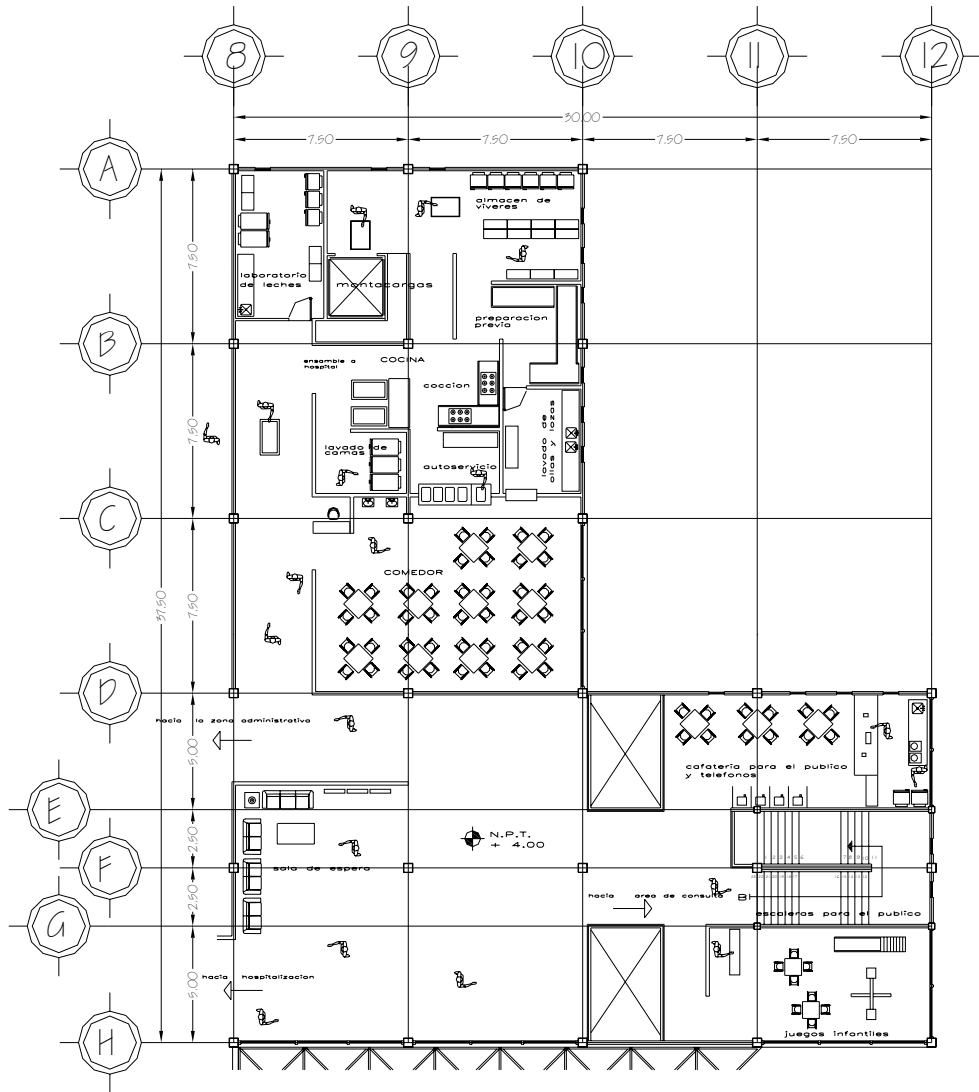 8 9 10 11 12
30.00
7.50 7.50 7.50 7.50
A
almacen de
viveres
7.50
laboratorio
de leches
montacargas
preparacion
previa
B
ensamble a
hospital
COCINA
coccion
7.50
lavado de
ollas y lozas
lavado de
camas
autoservicio
C
COMEDOR
37.50
7.50
D
hacia la zona administrativa
5.00
cafateria para el publico
y telefonos
E
N.P.T.
+ 4.00
2.50
F
sala de espera
hacia area de consulta
B
2.50
escaleras para el publico
G
hacia hospitalizacion
5.00
juegos infantiles
H